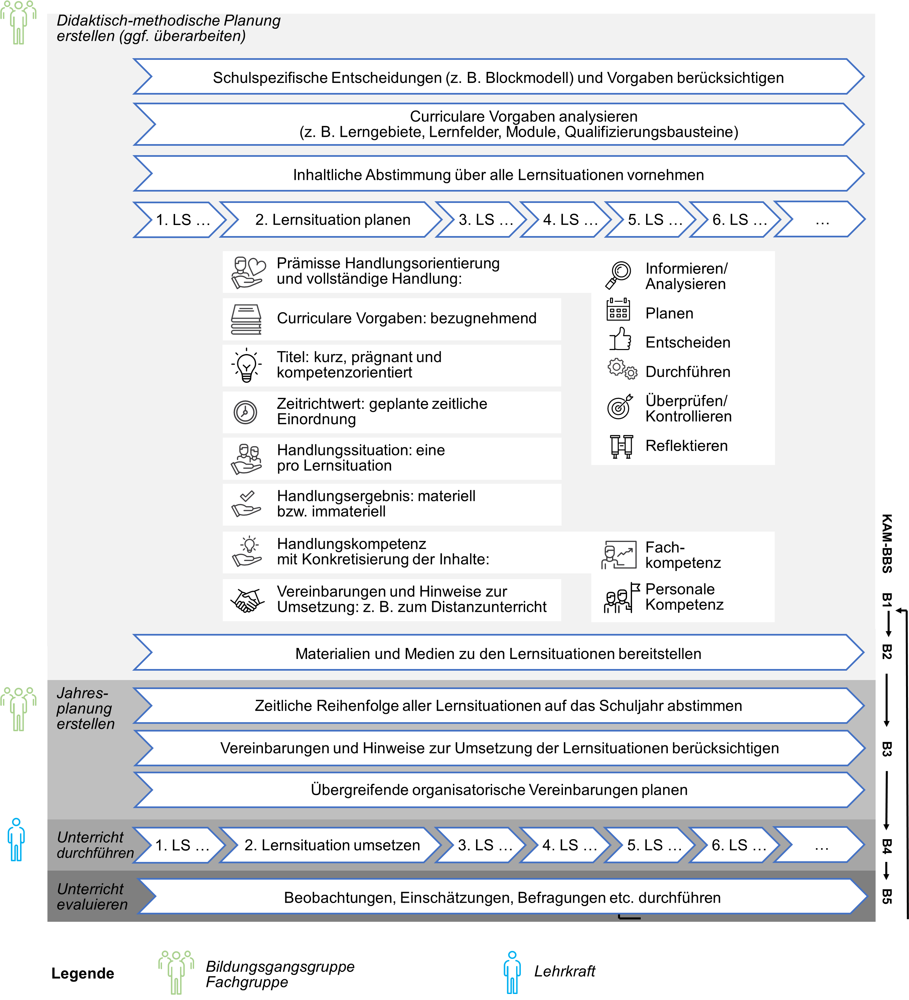 Didaktisch-methodische Planung
erstellen (ggf. überarbeiten)
Schulspezifische Entscheidungen (z. B. Blockmodell) und Vorgaben berücksichtigen
Curriculare Vorgaben analysieren
(z. B. Lerngebiete, Lernfelder, Module, Qualifizierungsbausteine)
Inhaltliche Abstimmung über alle Lernsituationen vornehmen
1. LS …
2. Lernsituation planen
3. LS …
4. LS …
5. LS …
6. LS …
…
Prämisse Handlungsorientierung
und vollständige Handlung:
Informieren/
Analysieren
Planen
Entscheiden
Durchführen
Überprüfen/
Kontrollieren
Reflektieren
Curriculare Vorgaben: bezugnehmend
Titel: kurz, prägnant und
kompetenzorientiert
Zeitrichtwert: geplante zeitliche
Einordnung
Handlungssituation: eine
pro Lernsituation
Handlungsergebnis: materiell
bzw. immateriell
Handlungskompetenz
mit Konkretisierung der Inhalte:
Fach-
kompetenz
Personale
Kompetenz
Vereinbarungen und Hinweise zur
Umsetzung: z. B. zum Distanzunterricht
Materialien und Medien zu den Lernsituationen bereitstellen
Jahres-
planung
erstellen
Zeitliche Reihenfolge aller Lernsituationen auf das Schuljahr abstimmen
Vereinbarungen und Hinweise zur Umsetzung der Lernsituationen berücksichtigen
Übergreifende organisatorische Vereinbarungen planen
Unterricht
durchführen
1. LS …
2. Lernsituation umsetzen
3. LS …
4. LS …
5. LS …
6. LS …
…
Unterricht
evaluieren
Beobachtungen, Einschätzungen, Befragungen etc. durchführen
KAM-BBS
B1
B2
B3
B4
B5
Legende
Bildungsgangsgruppe
Fachgruppe
Lehrkraft